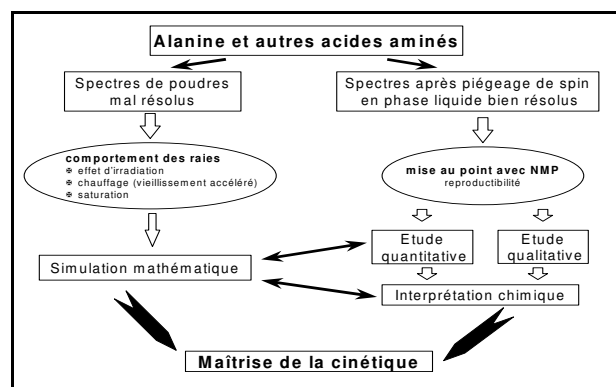 Alanine et autres acides aminés
Spectres de poudres
mal résolus
Spectres après piégeage de spin
en phase liquide bien résolus
comportement des raies
✠ effet d'irradiation
✠ chauffage (vieillissement accéléré)
✠ saturation
mise au point avec NMP
reproductibilité
Simulation mathématique
Etude
quantitative
Etude
qualitative
Interprétation chimique
Maîtrise de la cinétique